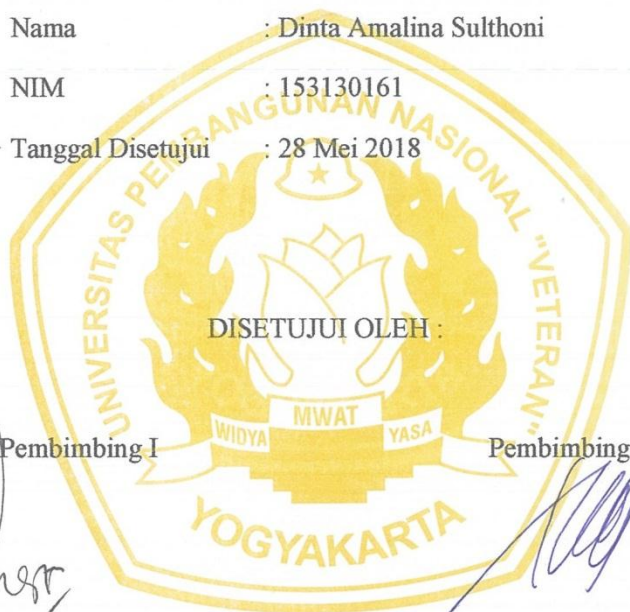 Nama : Dinta Amalina Sulthoni
NIM : 153130161
Tanggal Disetujui : 28 Mei 2018
UNIVERSITAS PEMBANGUNAN NASIONAL "VETERAN"
DISETUJUI OLEH :
WIDYA MWAT YASA
Pembimbing I Pembimbing
YOGYAKARTA